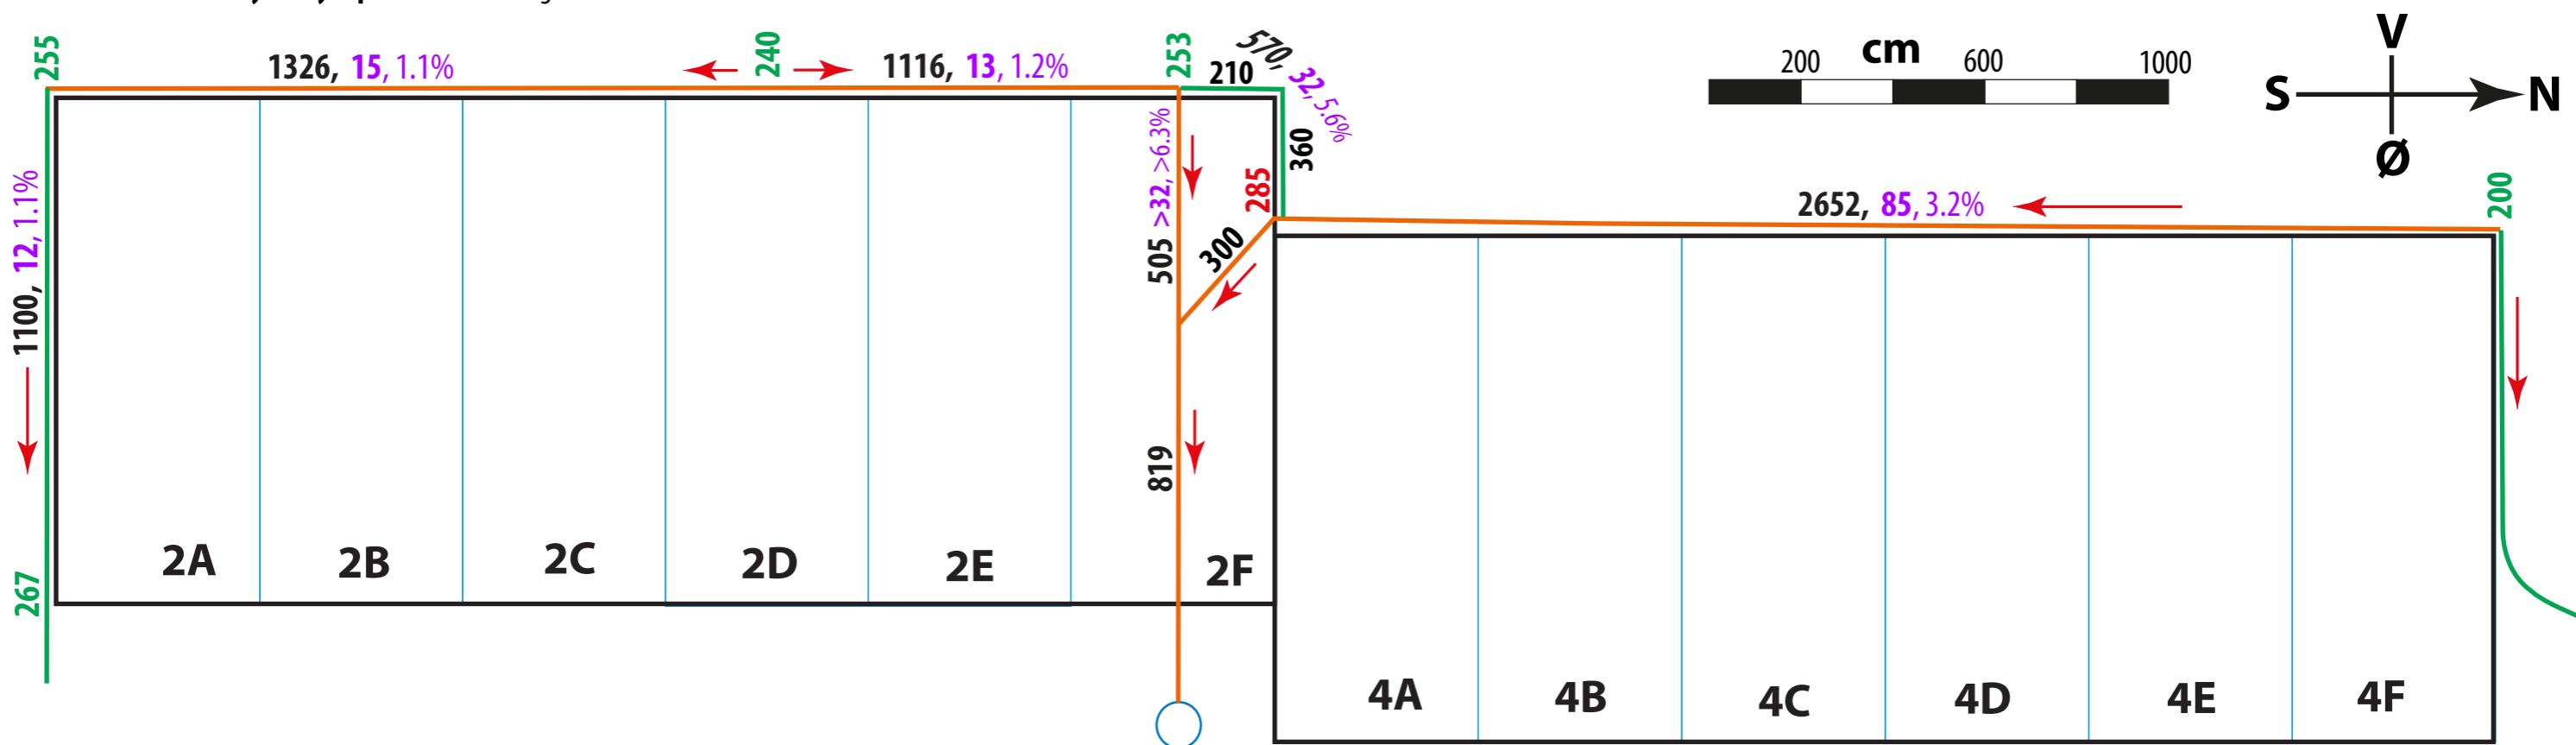 255
1326, 15, 1.1%
240
1116, 13, 1.2%
253
570, 32, 5.6%
210
360
200 cm 600 1000
V
S N
Ø
1100, 12, 1.1%
505 >32, >6.3%
285
300
2652, 85, 3.2%
200
819
267
2A 2B 2C 2D 2E 2F
4A 4B 4C 4D 4E 4F